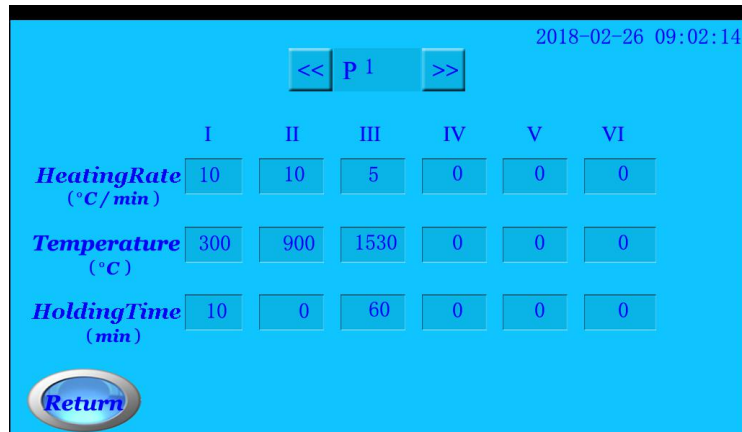 2018-02-26 09:02:14
<< P 1 >>
I II III IV V VI
HeatingRate 10 10 5 0 0 0
(°C/min)
Temperature 300 900 1530 0 0 0
(°C)
HoldingTime 10 0 60 0 0 0
(min)
Return